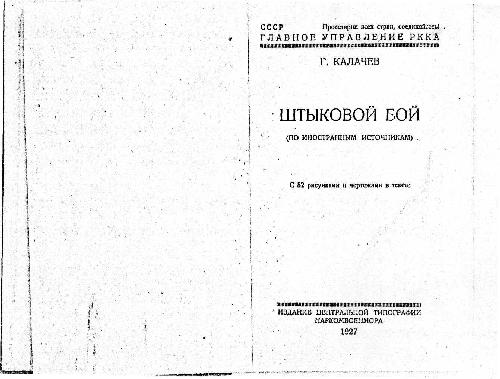 СССР Пролетарии всех стран, соединяйтесь!
ГЛАВНОЕ УПРАВЛЕНИЕ РККА
Г. КАЛАЧЕВ
ШТЫКОВОЙ БОЙ
(ПО ИНОСТРАННЫМ ИСТОЧНИКАМ)
С 52 рисунками и чертежами в тексте
ИЗДАНИЕ ЦЕНТРАЛЬНОЙ ТИПОГРАФИИ
НАРКОМВОЕНМОРА
1927